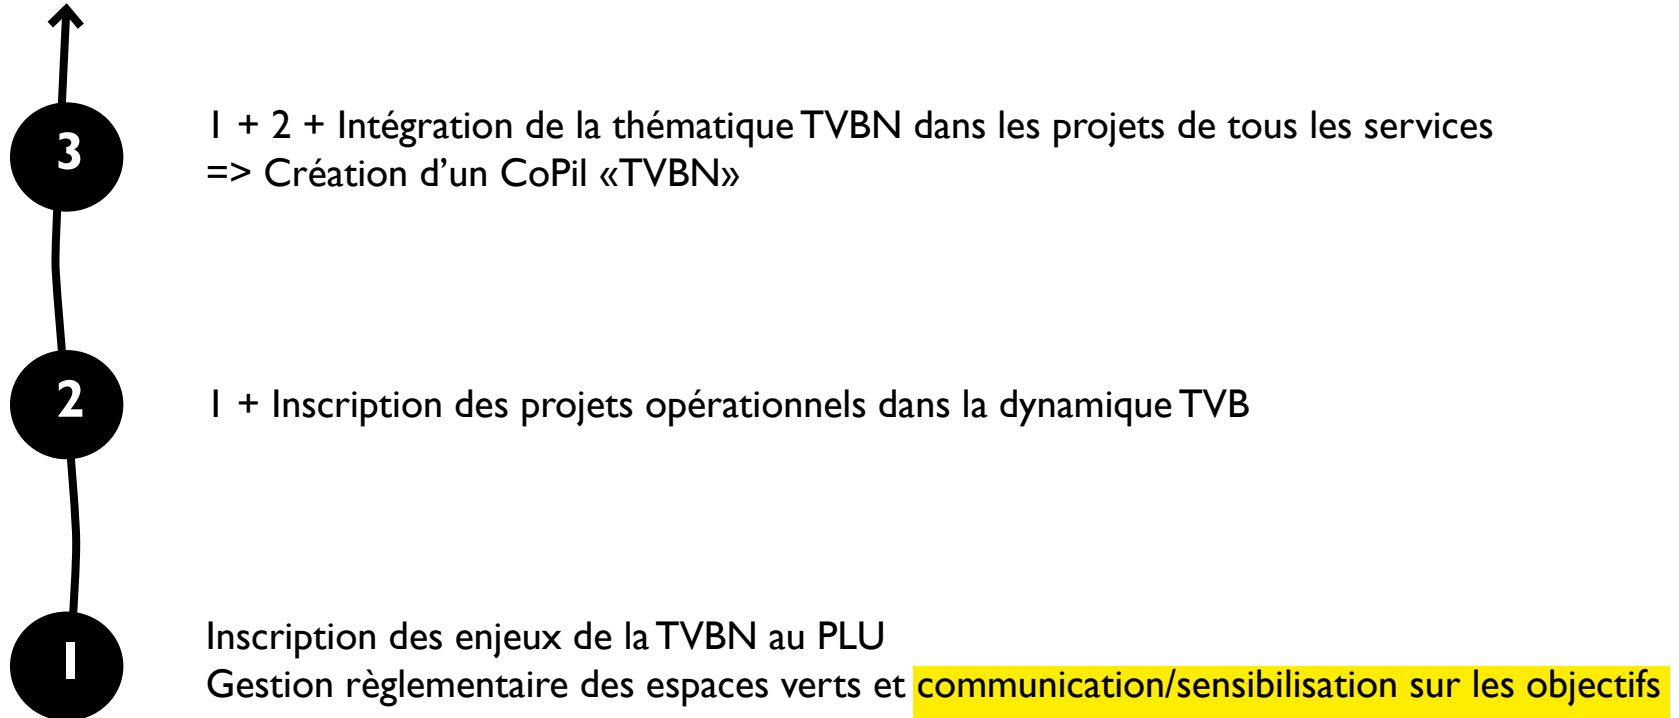 3
1 + 2 + Intégration de la thématique TVBN dans les projets de tous les services
=> Création d’un CoPil «TVBN»
2
1 + Inscription des projets opérationnels dans la dynamique TVB
1
Inscription des enjeux de la TVBN au PLU
Gestion règlementaire des espaces verts et communication/sensibilisation sur les objectifs